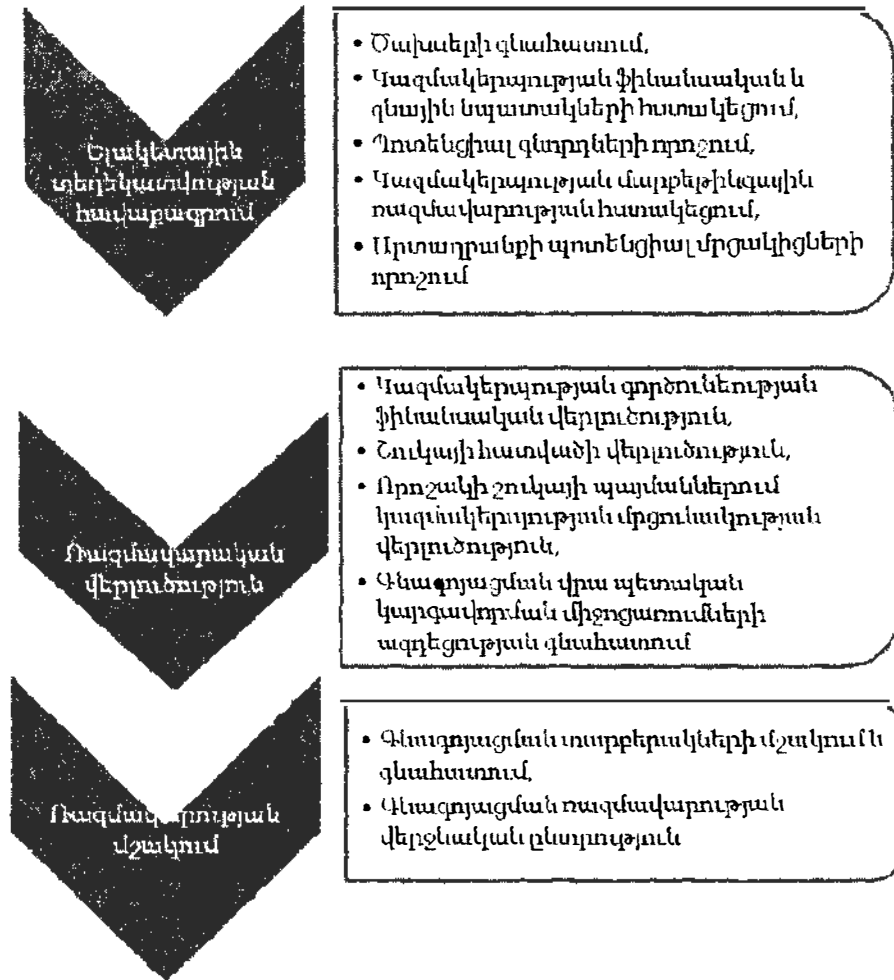 Ելակետային
տեղեկատվության
հավաքագրում
• Ծախսերի գնահատում,
• Կազմակերպության ֆինանսական և
գնային նպատակների հստակեցում,
• Պոտենցիալ գնորդների որոշում,
• Կազմակերպության մարքեթինգային
ռազմավարության հստակեցում,
• Արտադրանքի պոտենցիալ մրցակիցների
որոշում
Ռազմավարական
վերլուծություն
• Կազմակերպության գործունեության
ֆինանսական վերլուծություն,
• Շուկայի հատվածի վերլուծություն,
• Որոշակի շուկայի պայմաններում
կազմակերպության մրցունակության
վերլուծություն,
• Գնագոյացման վրա պետական
կարգավորման միջոցառումների
ազդեցության գնահատում
Ռազմավարության
մշակում
• Գնագոյացման տարբերակների մշակում և
գնահատում,
• Գնագոյացման ռազմավարության
վերջնական ընտրություն